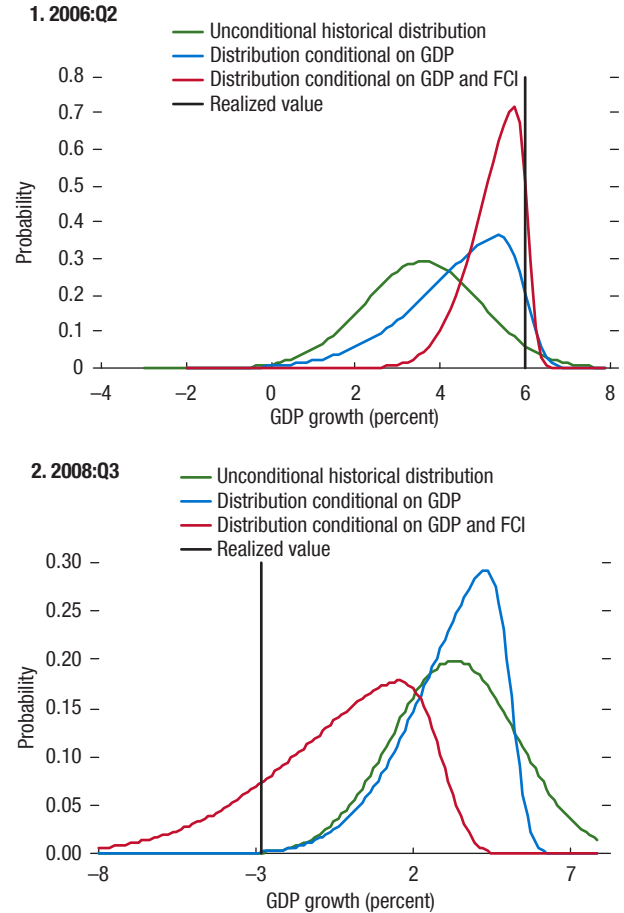 1. 2006:Q2
Unconditional historical distribution
Distribution conditional on GDP
Distribution conditional on GDP and FCI
Realized value
Probability
0.8
0.7
0.6
0.5
0.4
0.3
0.2
0.1
0
−4 −2 0 2 4 6 8
GDP growth (percent)
2. 2008:Q3
Unconditional historical distribution
Distribution conditional on GDP
Distribution conditional on GDP and FCI
Realized value
Probability
0.30
0.25
0.20
0.15
0.10
0.05
0.00
−8 −3 2 7
GDP growth (percent)